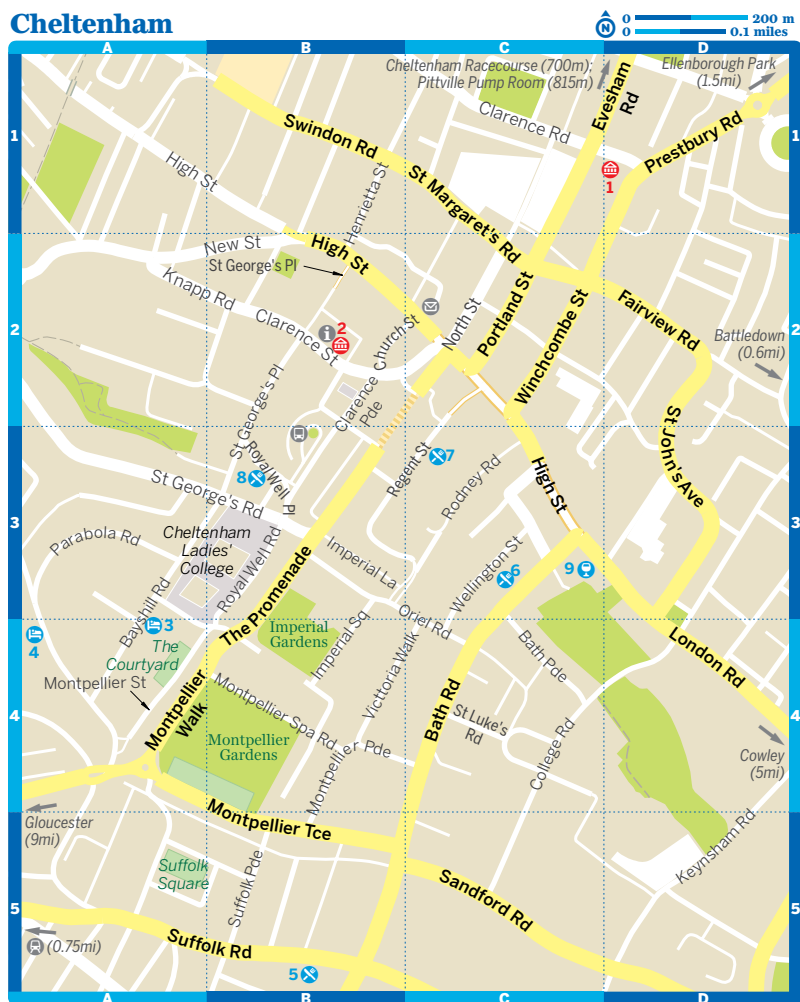 Cheltenham
N
0 200 m
0 0.1 miles
A
B
C
D
Cheltenham Racecourse (700m);
Pittville Pump Room (815m)
Ellenborough Park
(1.5mi)
Evesham
Rd
Clarence Rd
Prestbury Rd
1
1
Swindon Rd
High St
Henrietta St
St Margaret's Rd
1
New St
High St
St George's Pl
Knapp Rd
Clarence St
i
2
Church St
North St
Portland St
Winchcombe St
Fairview Rd
2
2
Battledown
(0.6mi)
St George's Pl
Clarence
Pde
St John's Ave
Royal Well Pl
8
Regent St
7
Rodney Rd
High St
St George's Rd
3
3
Parabola Rd
Cheltenham
Ladies'
College
Royal Well Rd
The Promenade
Imperial La
Wellington St
6
9
Bayshill Rd
3
4
Imperial
Gardens
Imperial Sq
Oriel Rd
The
Courtyard
Montpellier St
Bath Pde
London Rd
Victoria Walk
Montpellier
Walk
Montpellier Spa Rd
Montpellier
Gardens
Montpellier Pde
Bath Rd
St Luke's
Rd
College Rd
4
4
Cowley
(5mi)
Gloucester
(9mi)
Montpellier Tce
Keynsham Rd
Suffolk
Square
Suffolk Pde
Sandford Rd
5
5
(0.75mi)
Suffolk Rd
5
A
B
C
D